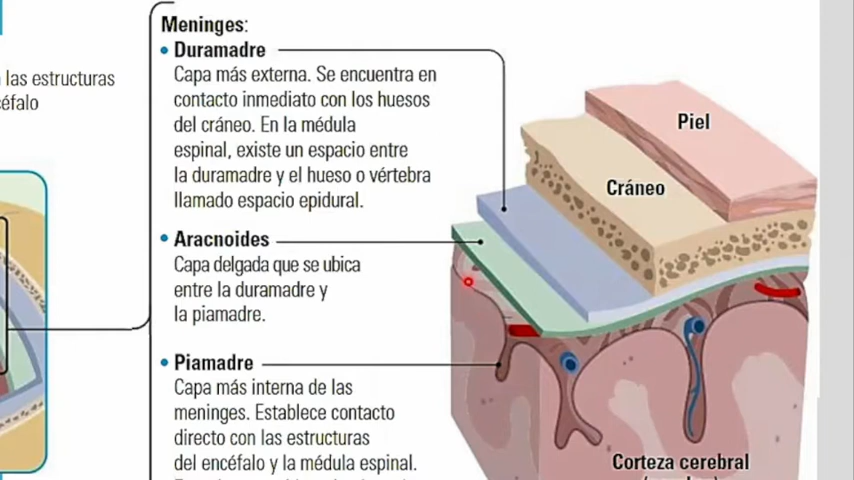 las estructuras
céfalo
Meninges:
• Duramadre
Capa más externa. Se encuentra en
contacto inmediato con los huesos
del cráneo. En la médula
espinal, existe un espacio entre
la duramadre y el hueso o vértebra
llamado espacio epidural.
• Aracnoides
Capa delgada que se ubica
entre la duramadre y
la piamadre.
• Piamadre
Capa más interna de las
meninges. Establece contacto
directo con las estructuras
del encéfalo y la médula espinal.
Piel
Cráneo
Corteza cerebral